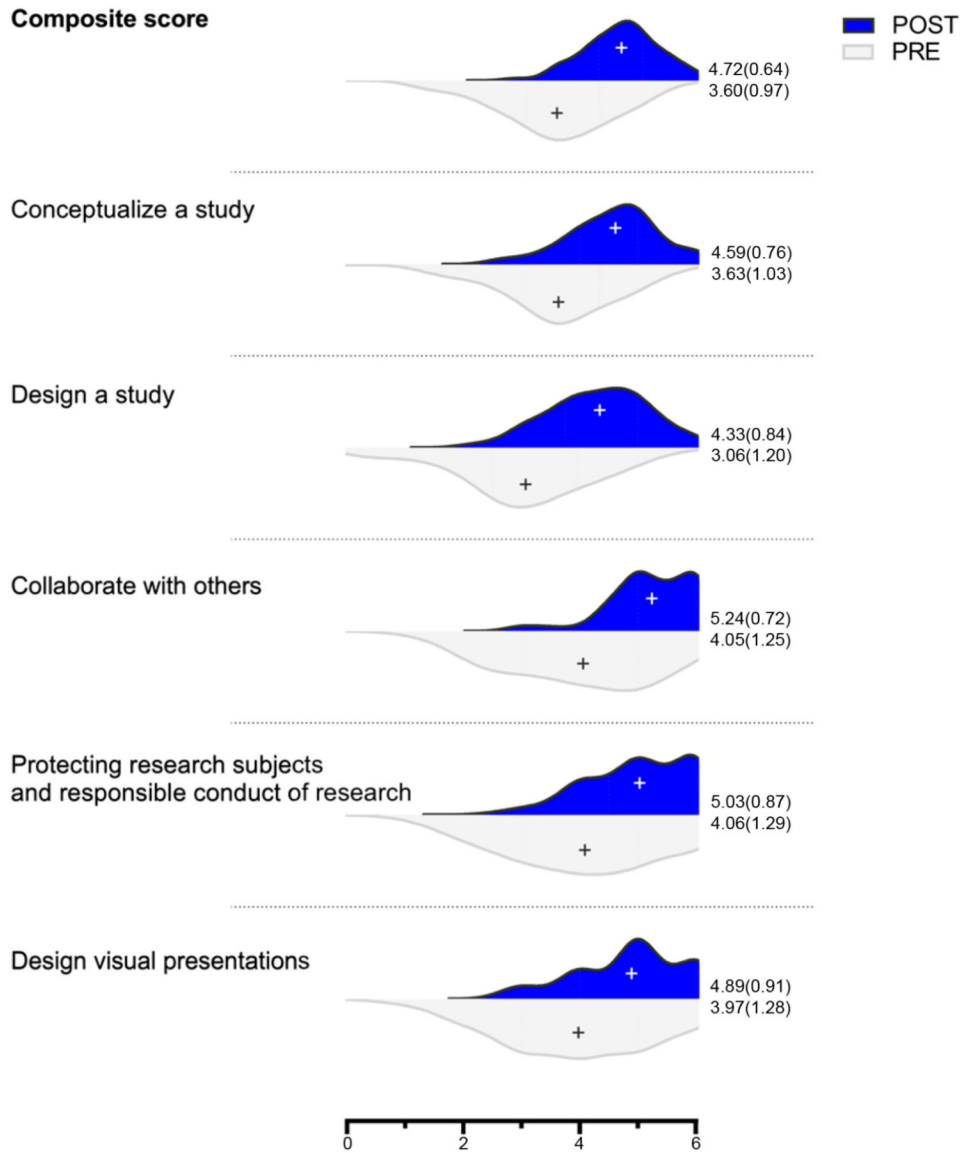 Composite score
POST
PRE
4.72(0.64)
3.60(0.97)
Conceptualize a study
4.59(0.76)
3.63(1.03)
Design a study
4.33(0.84)
3.06(1.20)
Collaborate with others
5.24(0.72)
4.05(1.25)
Protecting research subjects
and responsible conduct of research
5.03(0.87)
4.06(1.29)
Design visual presentations
4.89(0.91)
3.97(1.28)
0 2 4 6